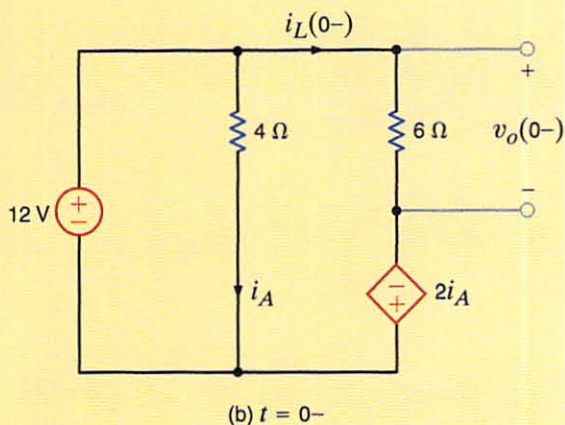 i_L(0–)
+
4 Ω
6 Ω
v_o(0–)
12 V
+
–
–
i_A
–
+
2i_A
(b) t = 0–